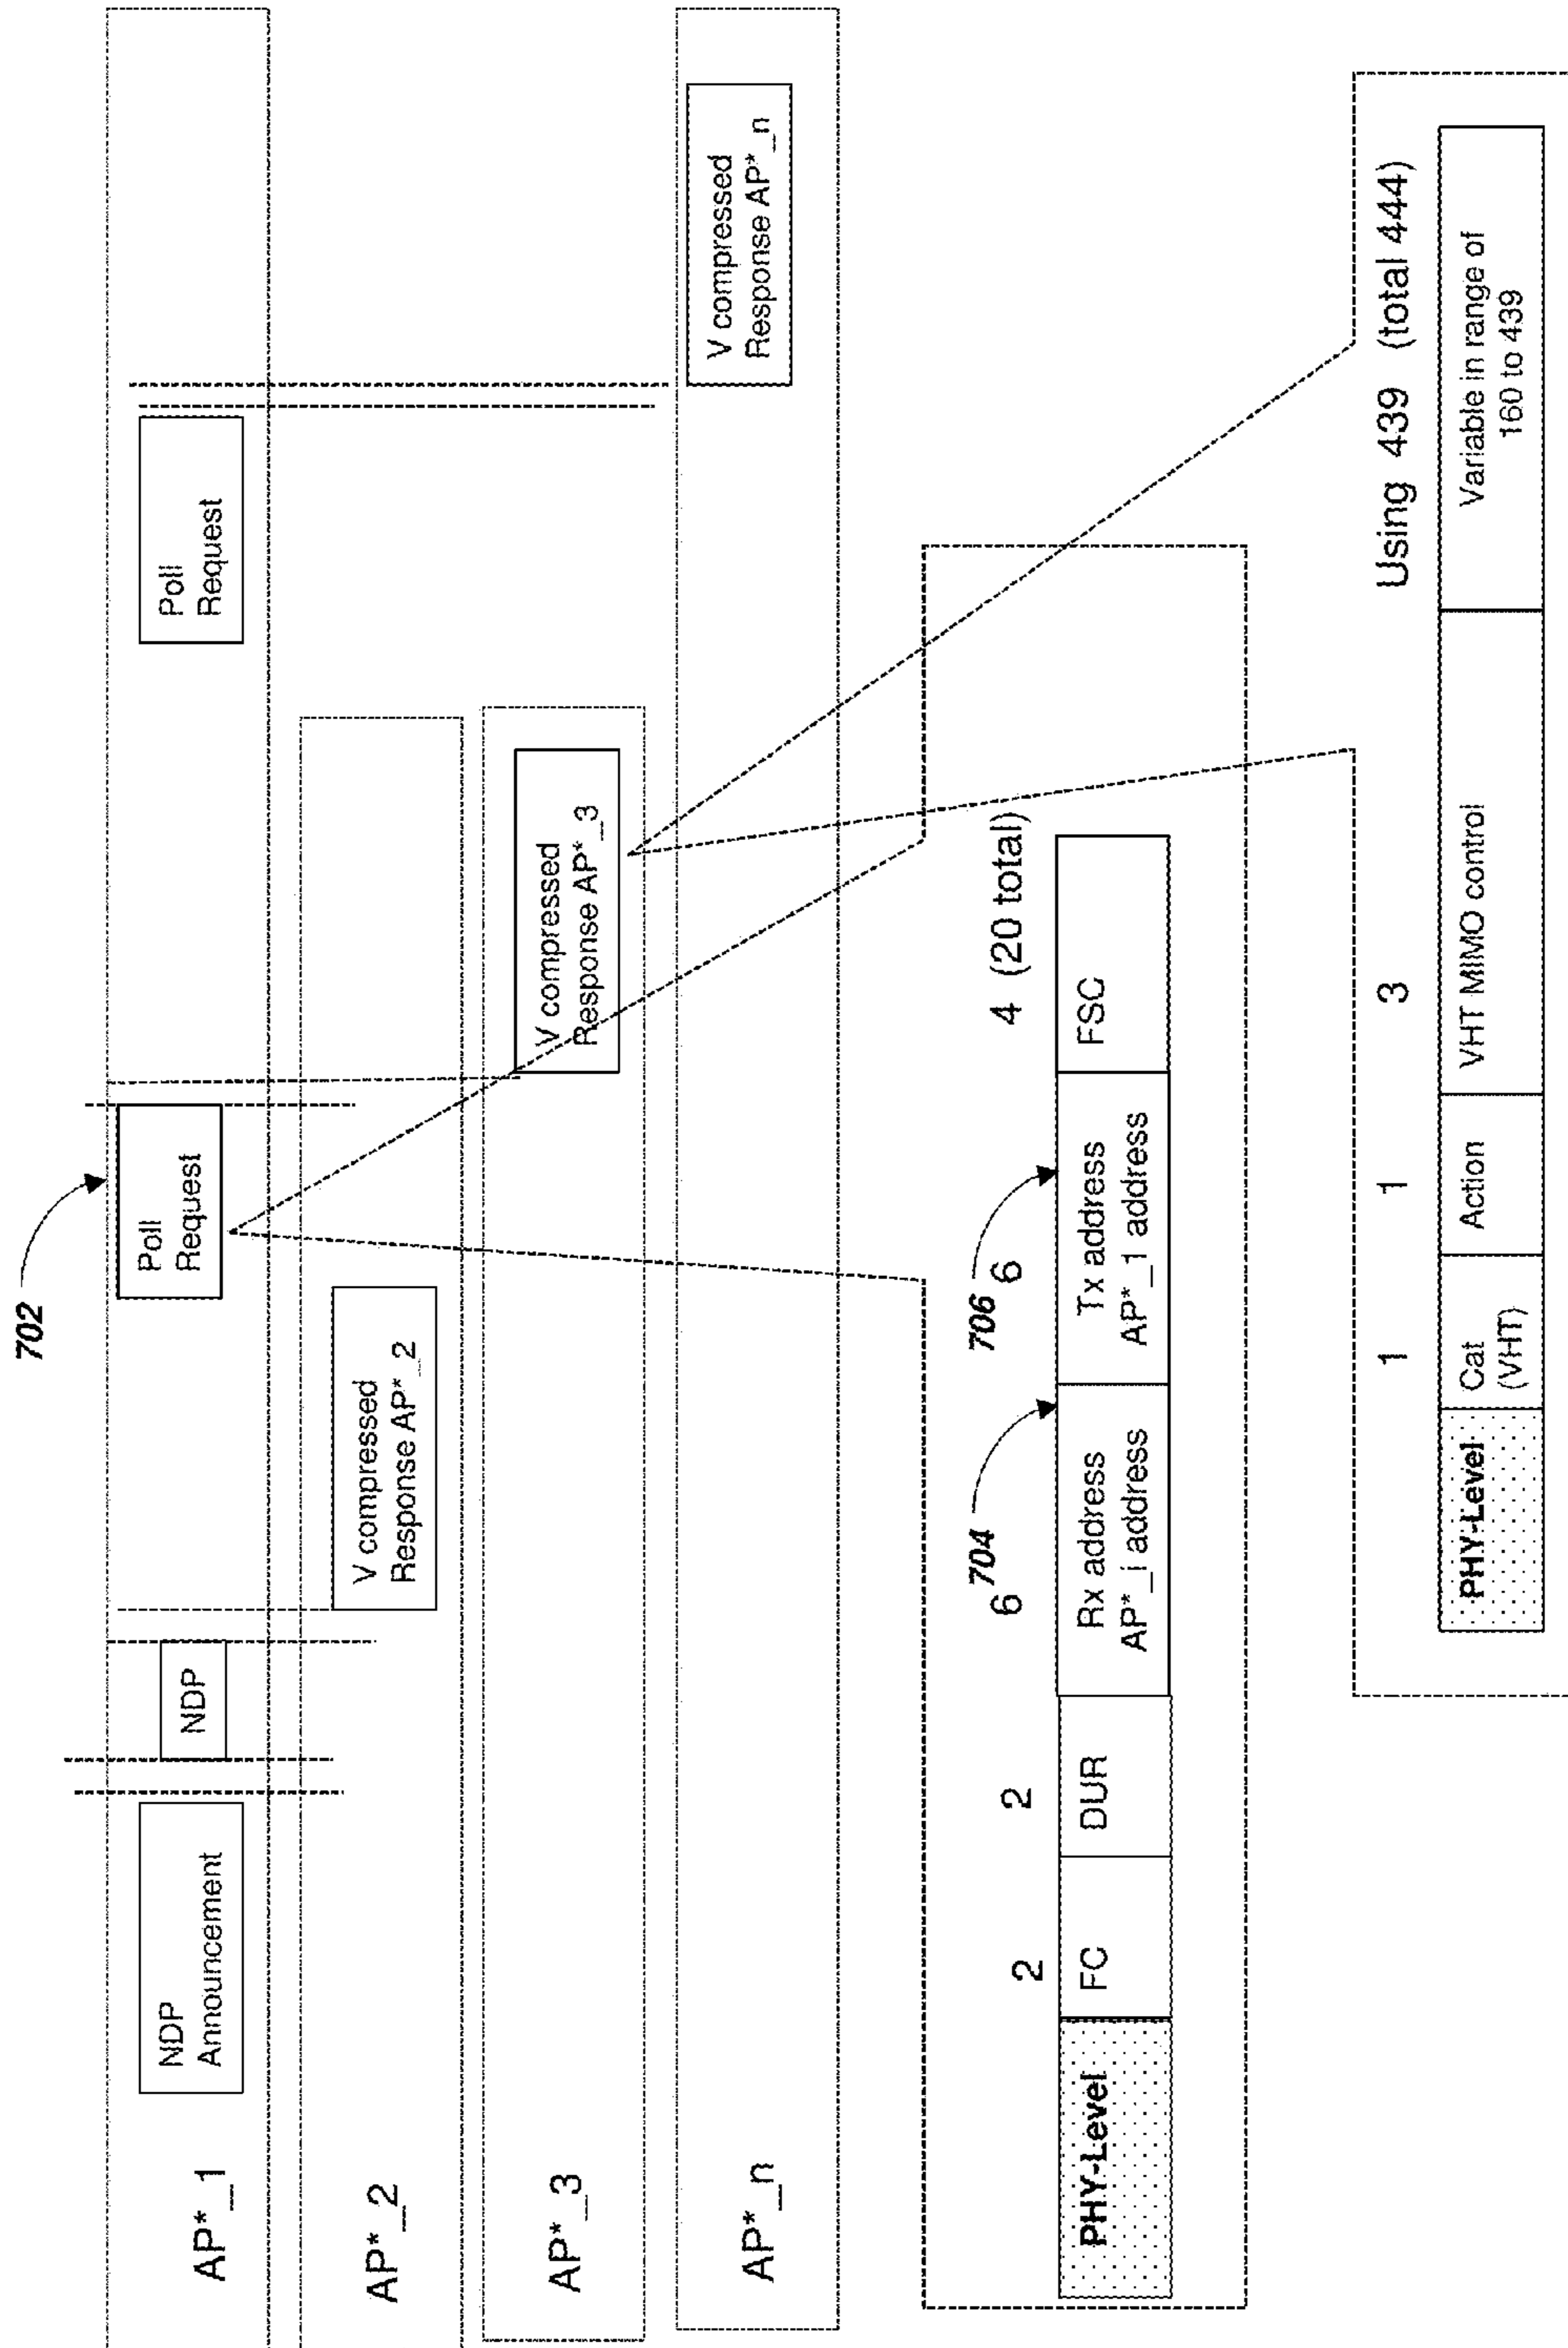 702
AP*_1
NDP
Announcement
NDP
Poll
Request
Poll
Request
AP*_2
V compressed
Response AP*_2
AP*_3
V compressed
Response AP*_3
AP*_n
V compressed
Response AP*_n
704
706
2
2
6
6
4 (20 total)
PHY-Level
FC
DUR
Rx address
AP*_i address
Tx address
AP*_1 address
FSC
1
1
3
Using 439 (total 444)
PHY-Level
Cat
(VHT)
Action
VHT MIMO control
Variable in range of
160 to 439